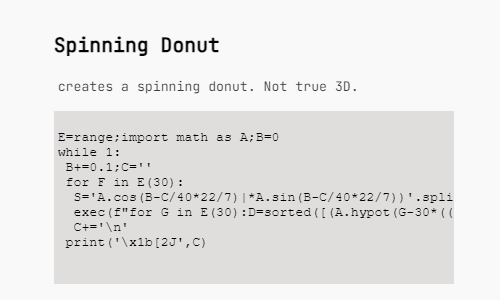 Spinning Donut
creates a spinning donut. Not true 3D.
E=range;import math as A;B=0
while 1:
 B+=0.1;C=''
 for F in E(30):
  S='A.cos(B-C/40*22/7)|*A.sin(B-C/40*22/7))'.spli
  exec(f"for G in E(30):D=sorted([(A.hypot(G-30*((
  C+='\n'
 print('\x1b[2J',C)